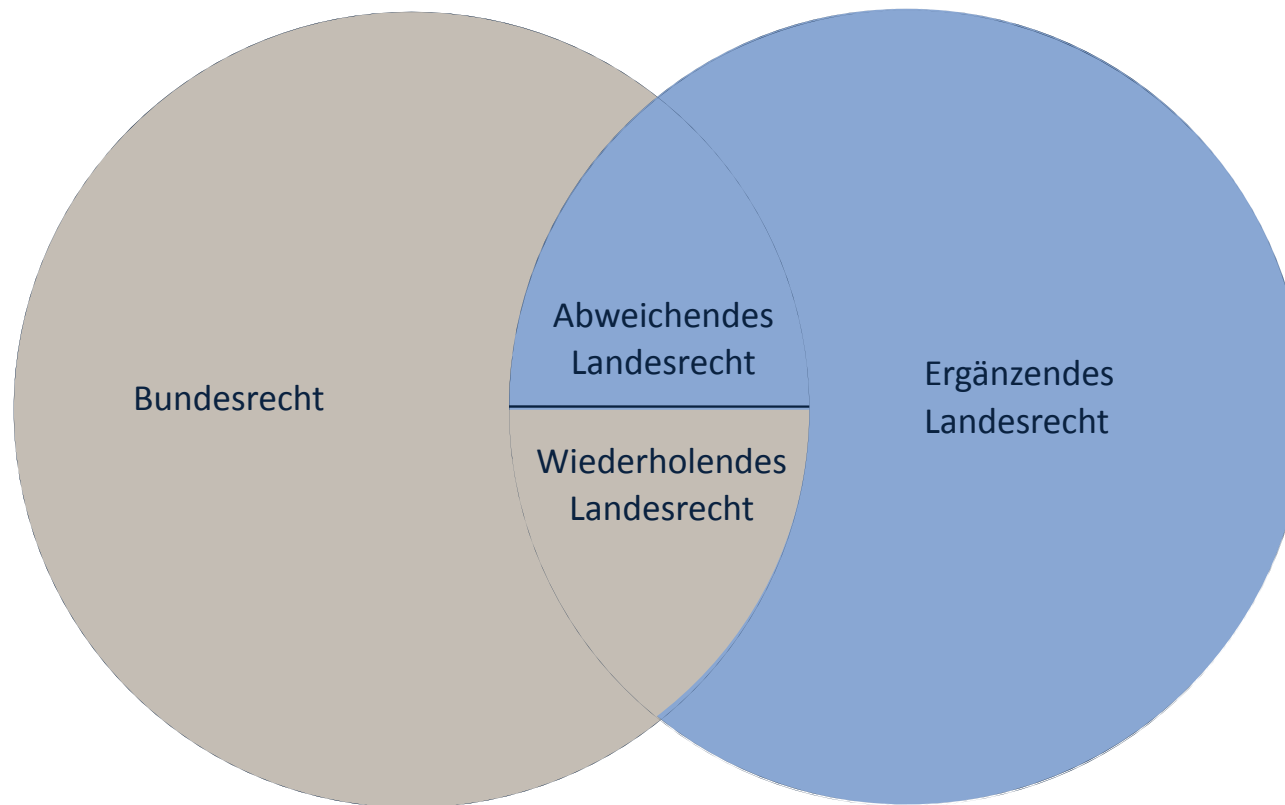 Bundesrecht
Abweichendes
Landesrecht
Wiederholendes
Landesrecht
Ergänzendes
Landesrecht